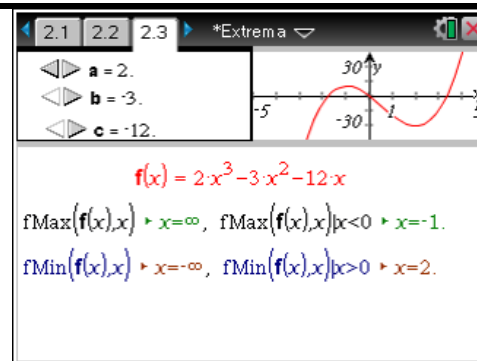 2.1 2.2 2.3 *Extrema
a = 2.
b = -3.
c = -12.
30 y
-5 1
-30
f(x) = 2·x³-3·x²-12·x
fMax(f(x),x) ▸ x=∞, fMax(f(x),x)|x<0 ▸ x=-1.
fMin(f(x),x) ▸ x=-∞, fMin(f(x),x)|x>0 ▸ x=2.